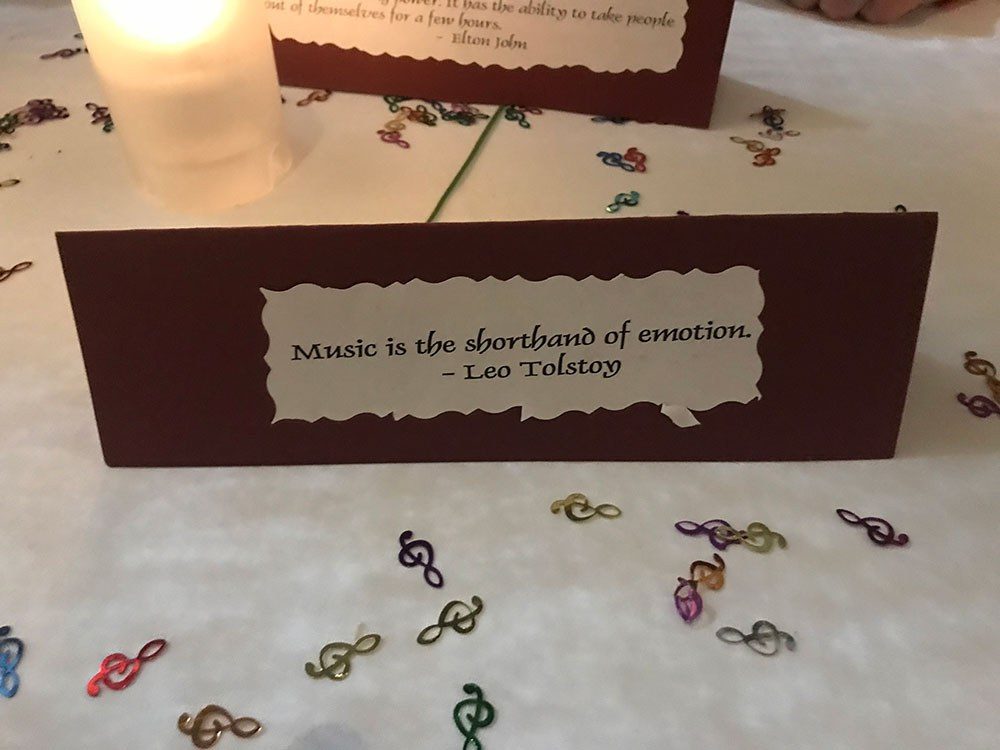 power. It has the ability to take people
out of themselves for a few hours.
- Elton John
Music is the shorthand of emotion.
- Leo Tolstoy